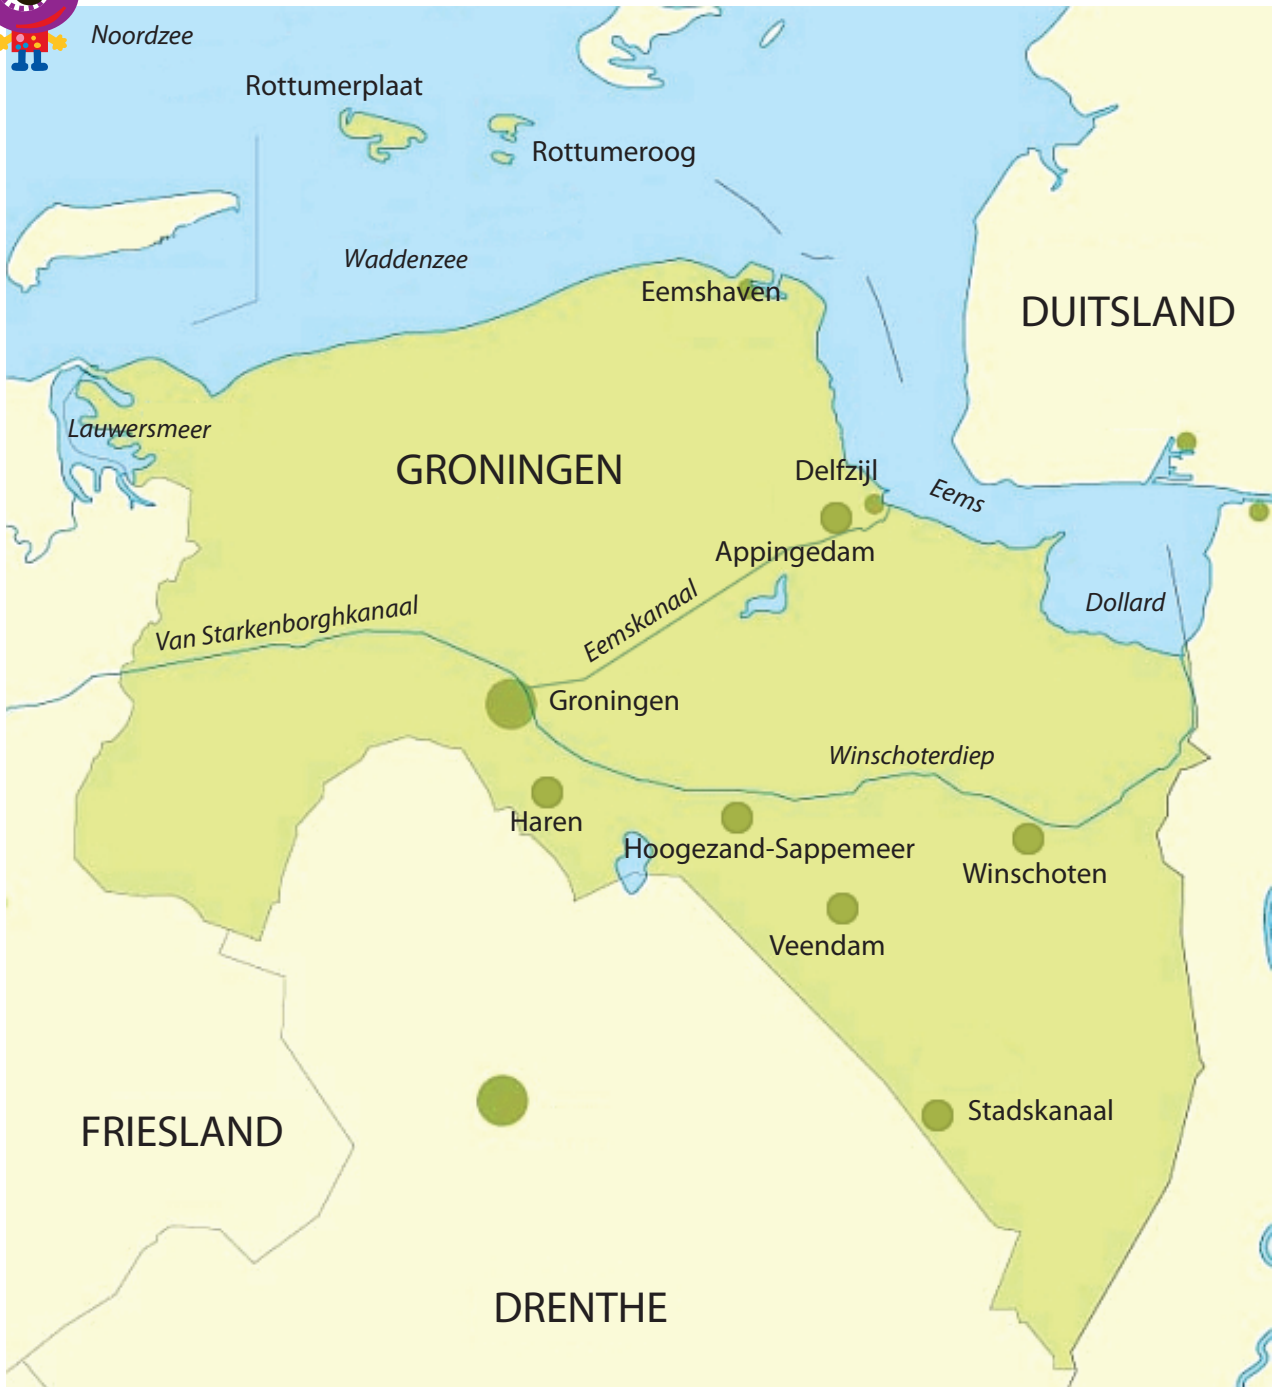 Noordzee
Rottumerplaat
Rottumeroog
Waddenzee
Eemshaven
DUITSLAND
Lauwersmeer
GRONINGEN
Delfzijl
Eems
Appingedam
Dollard
Eemskanaal
Van Starkenborghkanaal
Groningen
Winschoterdiep
Haren
Hoogezand-Sappemeer
Winschoten
Veendam
Stadskanaal
FRIESLAND
DRENTHE